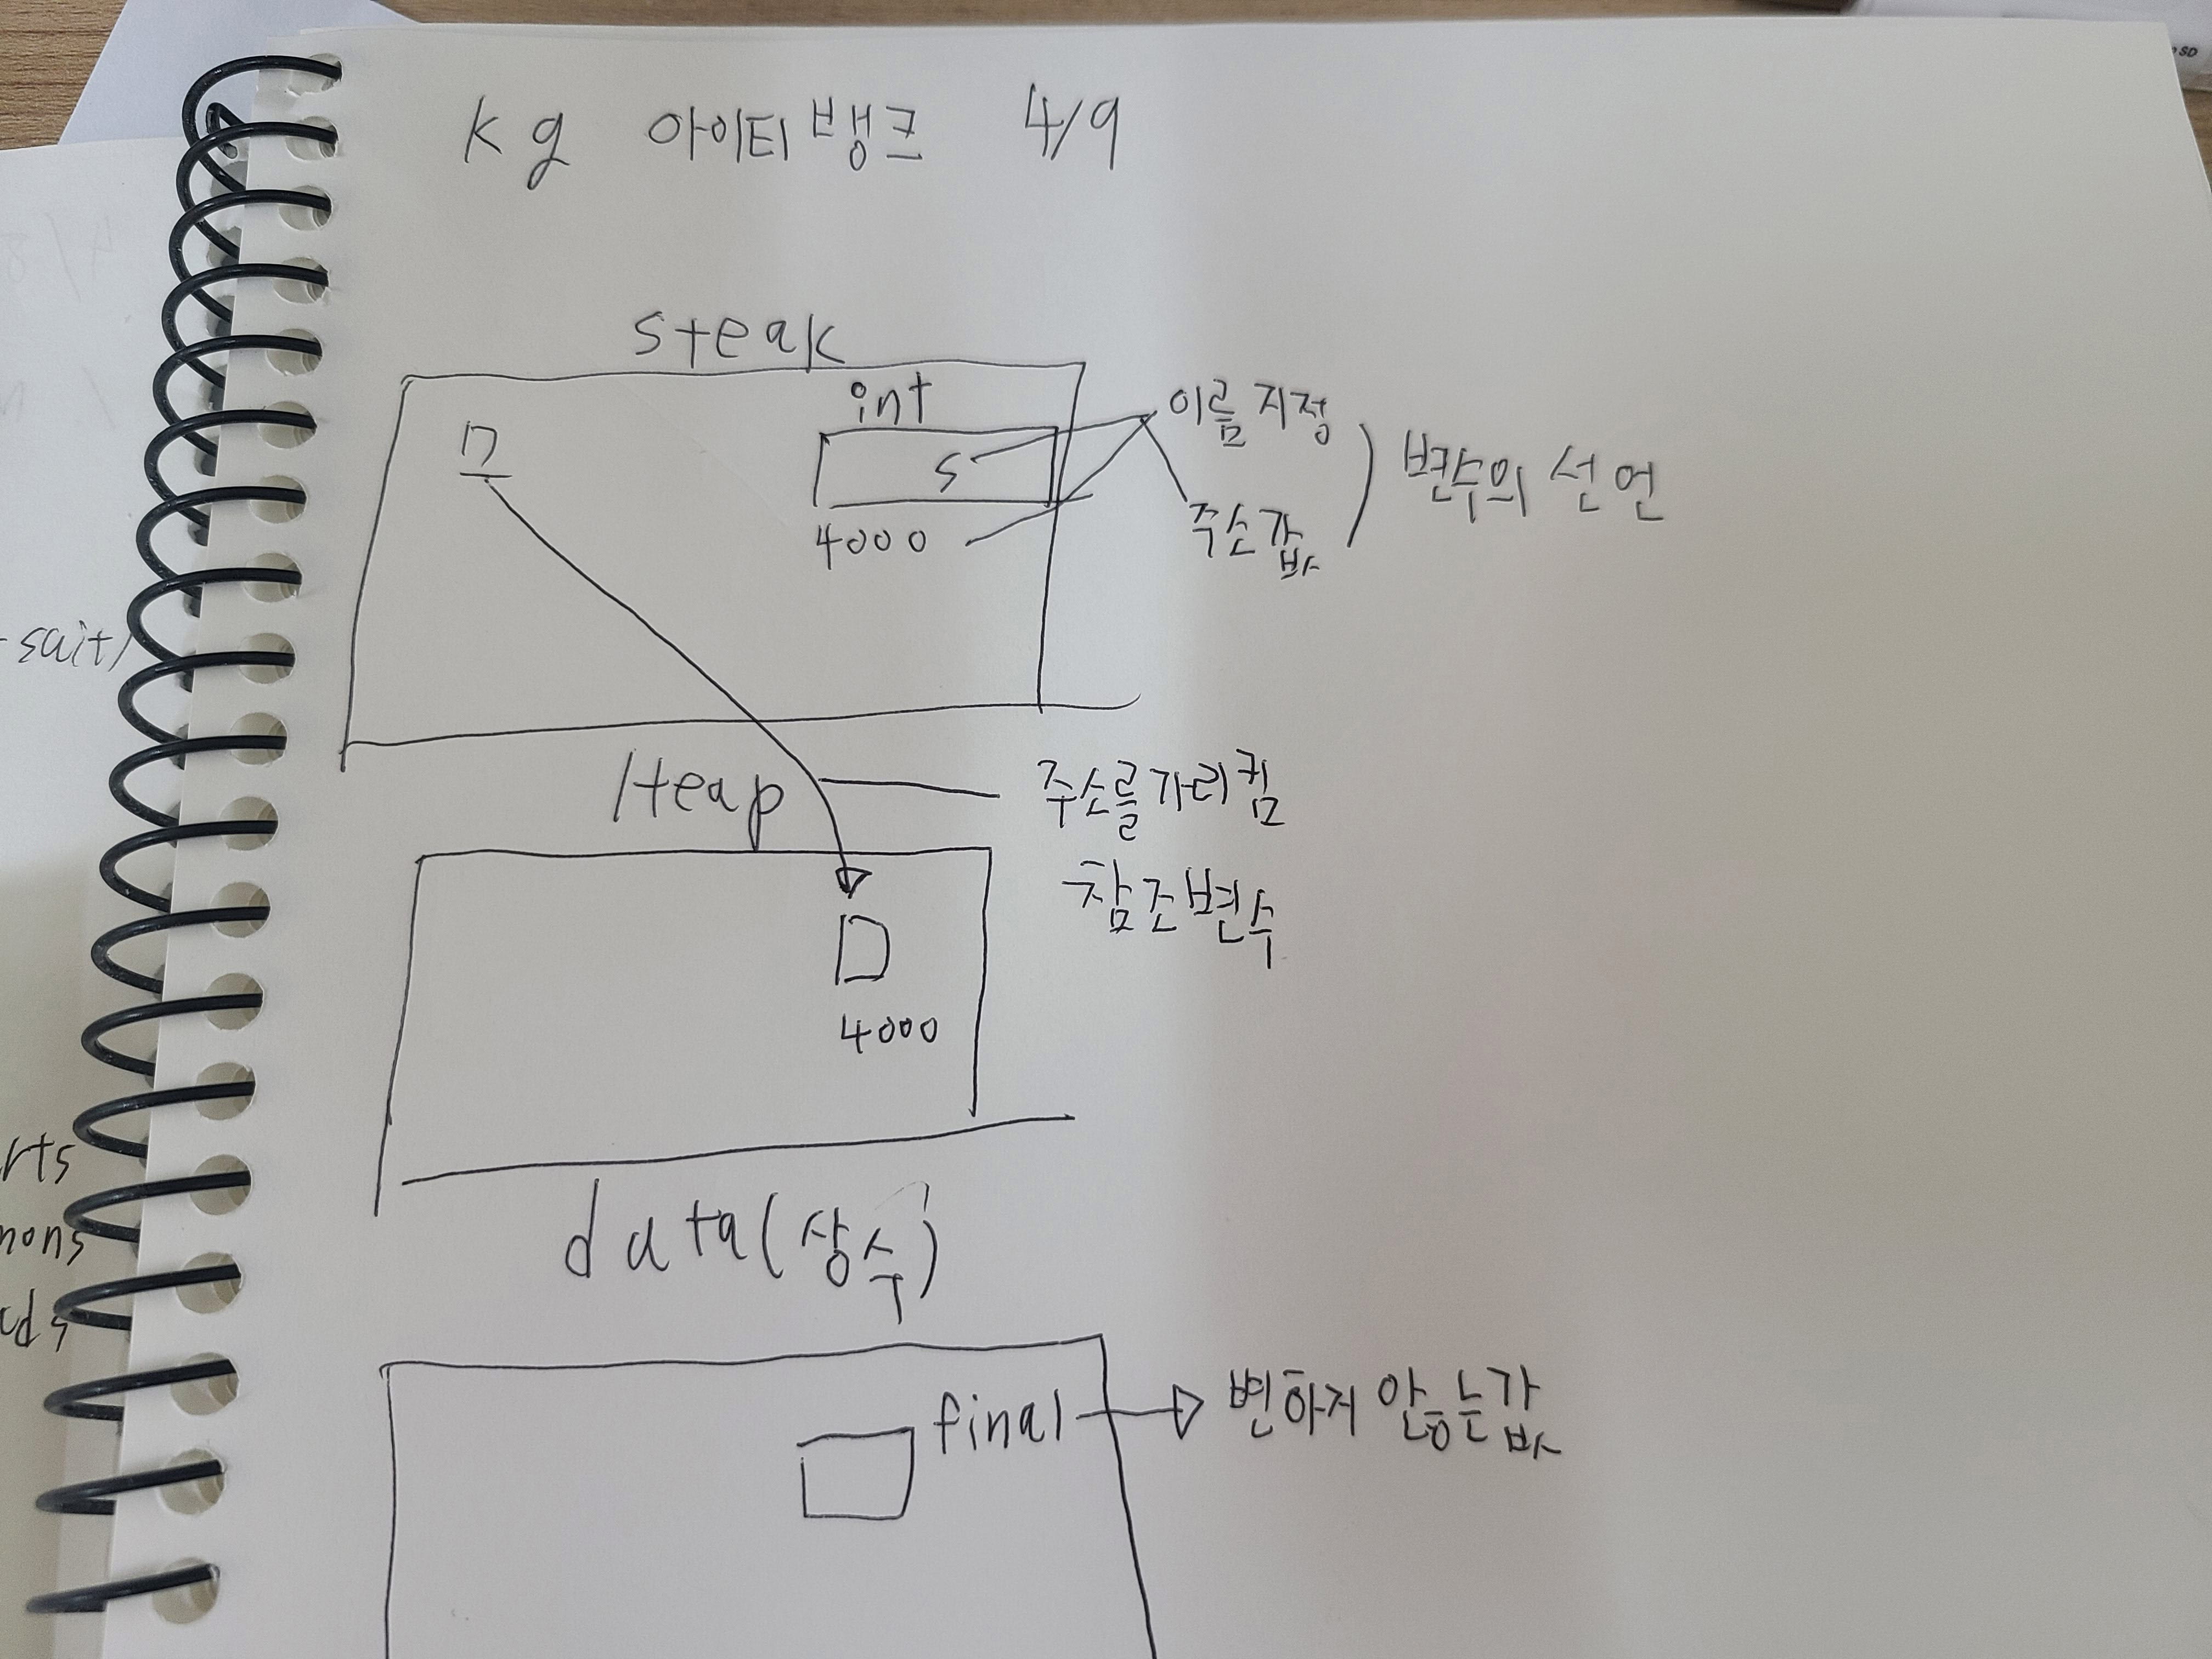 kg 아이티뱅크 4/9
steak
int
이름지정
n
s
변수의 선언
주소값
4000
Heap
주소를가리킴
참조변수
4000
data(상수)
final
변하지 안흥는값